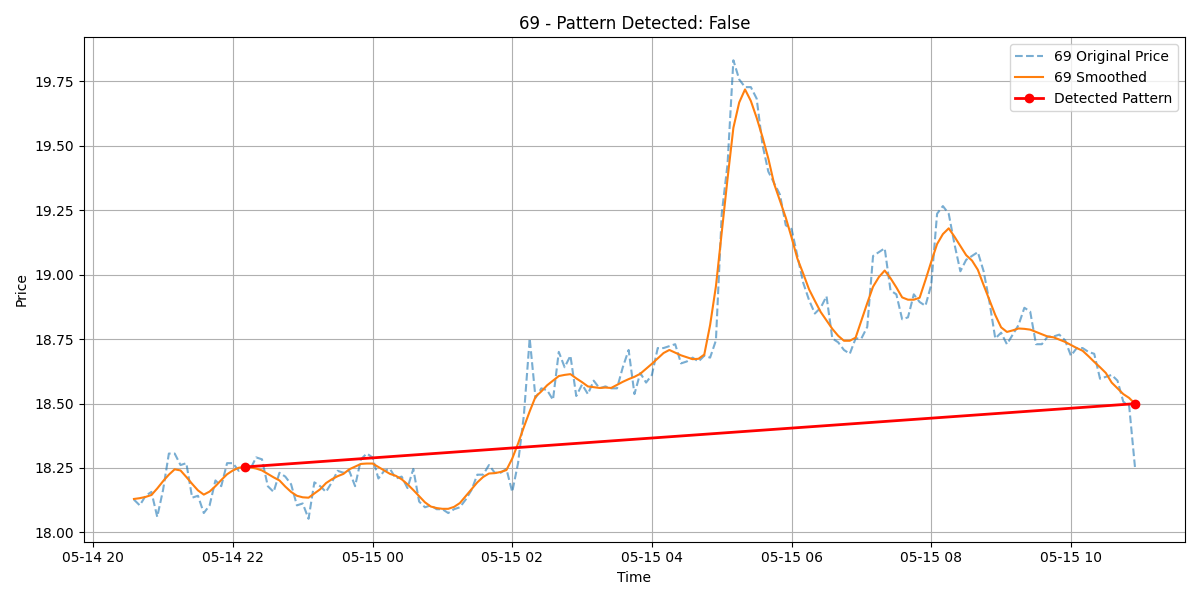 69 - Pattern Detected: False
69 Original Price
69 Smoothed
Detected Pattern
Price
19.75
19.50
19.25
19.00
18.75
18.50
18.25
18.00
05-14 20
05-14 22
05-15 00
05-15 02
05-15 04
05-15 06
05-15 08
05-15 10
Time